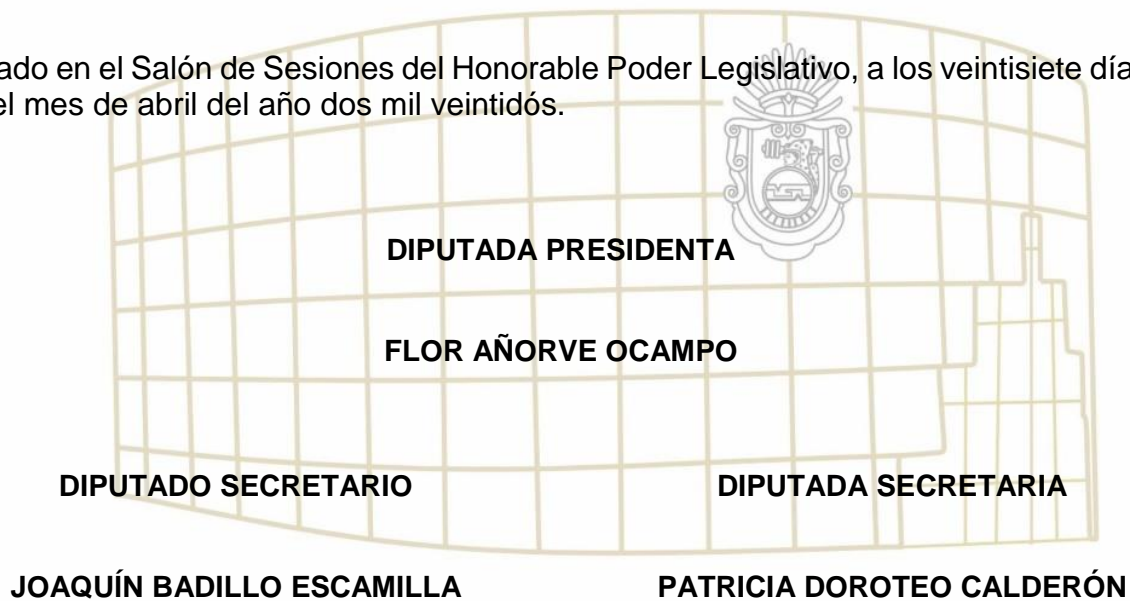 ado en el Salón de Sesiones del Honorable Poder Legislativo, a los veintisiete día
el mes de abril del año dos mil veintidós.
DIPUTADA PRESIDENTA
FLOR AÑORVE OCAMPO
DIPUTADO SECRETARIO DIPUTADA SECRETARIA
JOAQUÍN BADILLO ESCAMILLA PATRICIA DOROTEO CALDERÓN